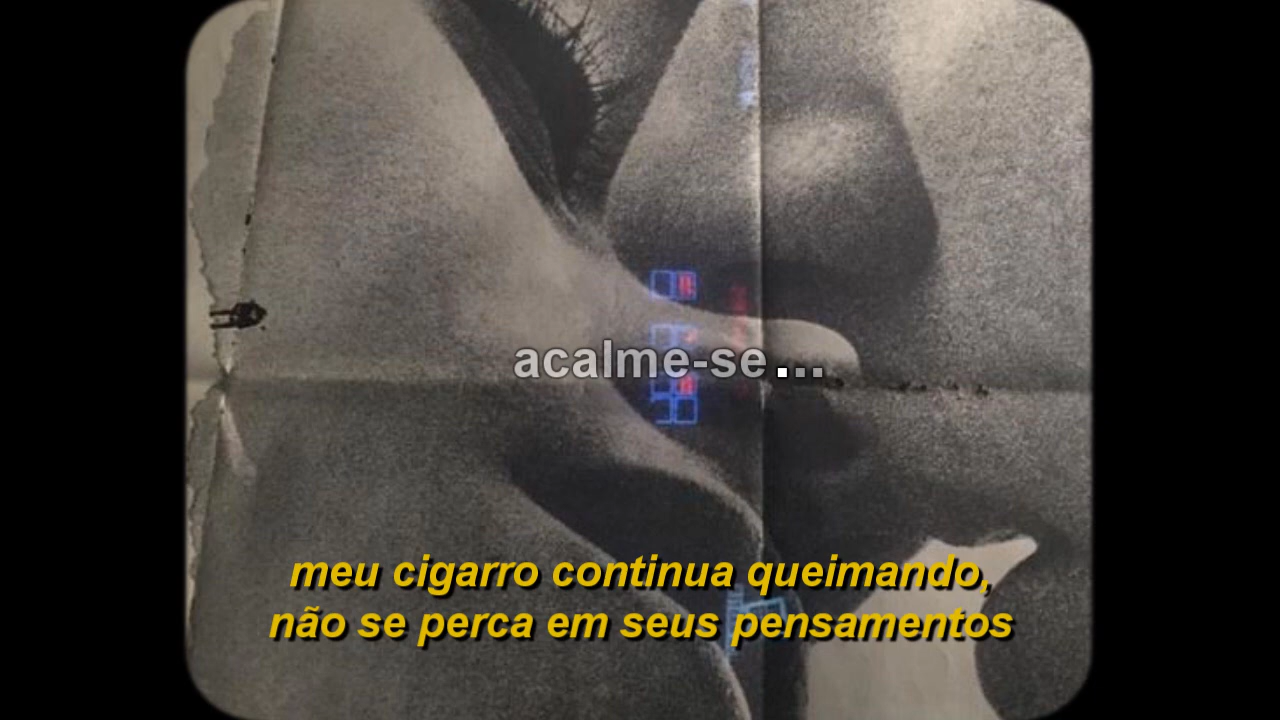 acalme-se...
meu cigarro continua queimando,
não se perca em seus pensamentos